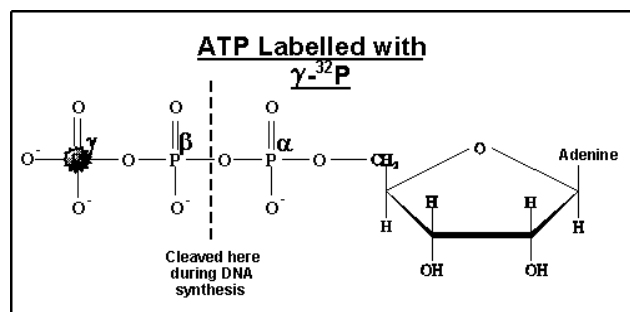 ATP Labelled with
γ-³²P
O O O
γ β α
O⁻ O P O P O CH₂ O Adenine
O⁻ O⁻ O⁻ H H H H
OH OH
Cleaved here
during DNA
synthesis